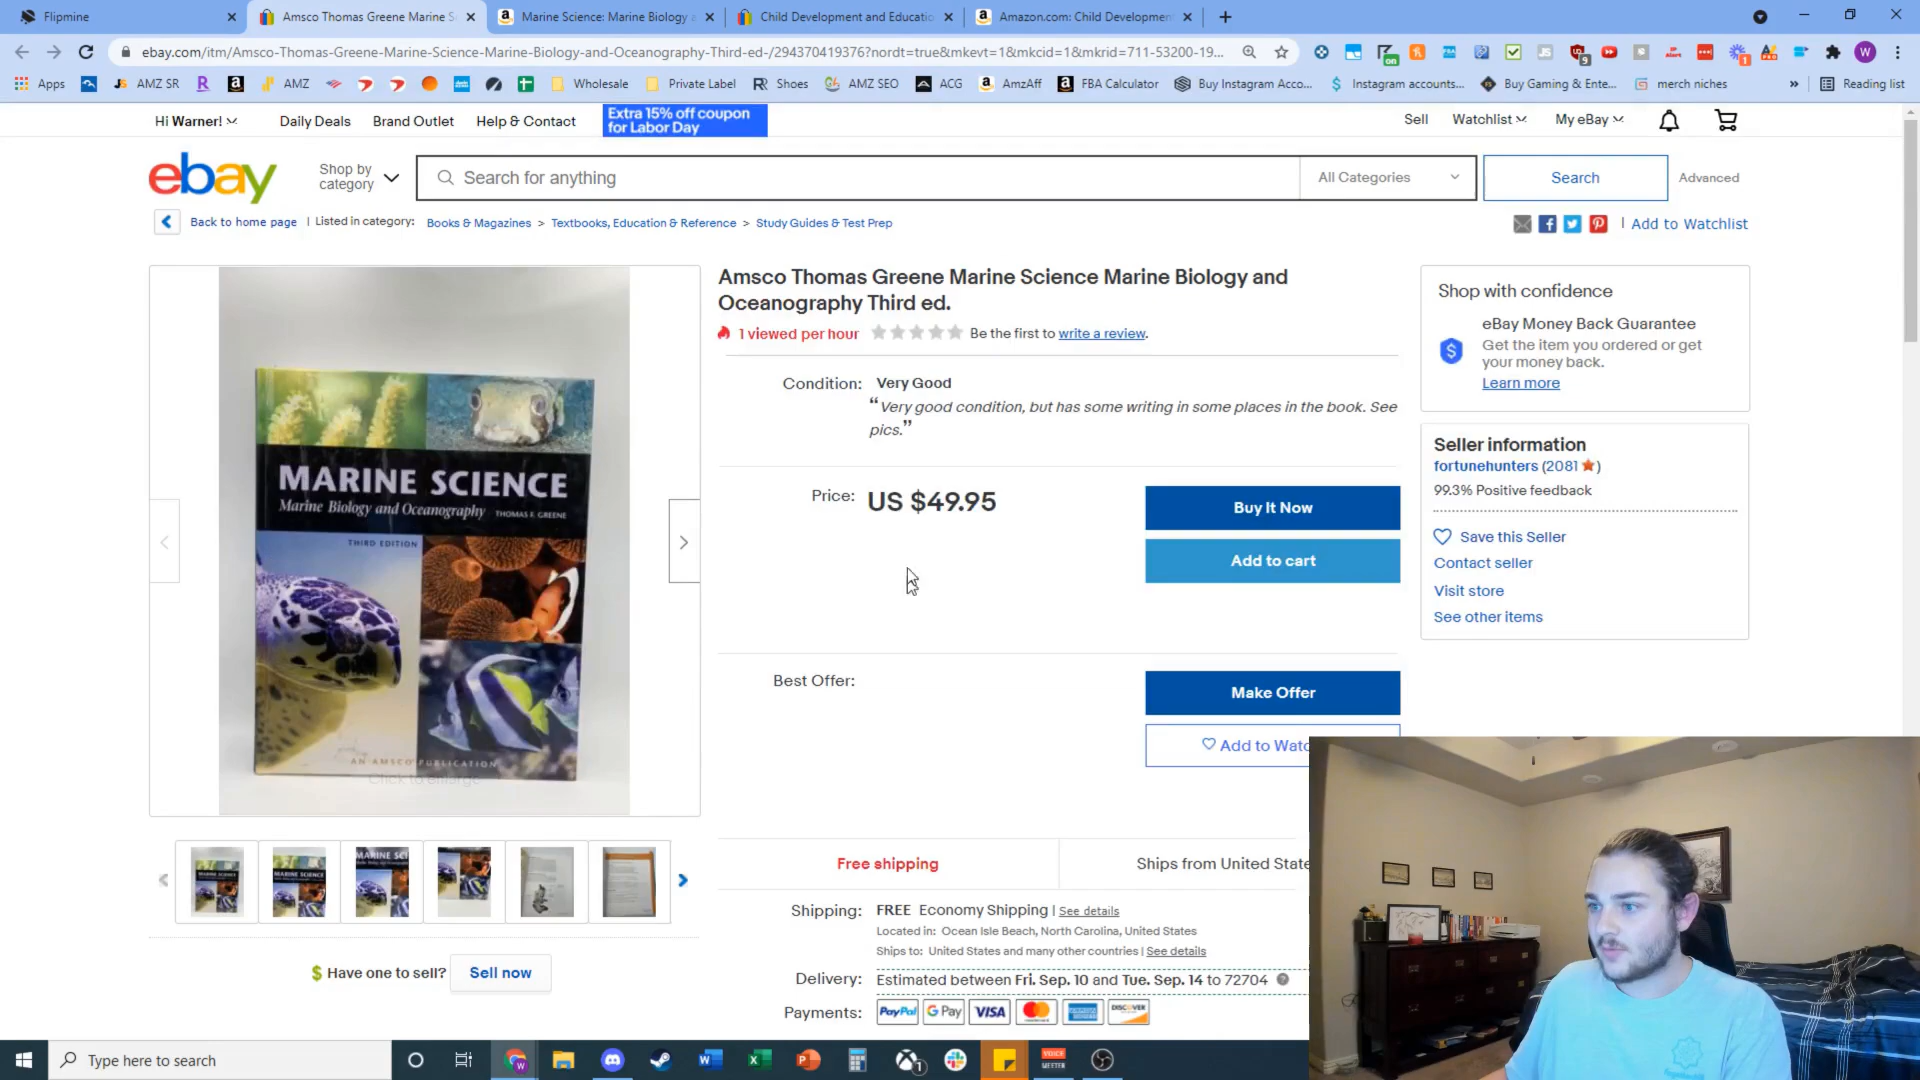 Flipmine
Amsco Thomas Greene Marine S
Marine Science: Marine Biology a
Child Development and Educatio
Amazon.com: Child Development
ebay.com/itm/Amsco-Thomas-Greene-Marine-Science-Marine-Biology-and-Oceanography-Third-ed-/294370419376?nordt=true&mkevt=1&mkcid=1&mkrid=711-53200-19...
Apps
AMZ SR
AMZ
Wholesale
Private Label
Shoes
AMZ SEO
ACG
AmzAff
FBA Calculator
Buy Instagram Acco...
Instagram accounts...
Buy Gaming & Ente...
merch niches
»
Reading list
Hi Warner!
Daily Deals
Brand Outlet
Help & Contact
Extra 15% off coupon
for Labor Day
Sell
Watchlist
My eBay
ebay
Shop by
category
Search for anything
All Categories
Search
Advanced
Back to home page
| Listed in category:
Books & Magazines > Textbooks, Education & Reference > Study Guides & Test Prep
| Add to Watchlist
Amsco Thomas Greene Marine Science Marine Biology and
Oceanography Third ed.
1 viewed per hour
Be the first to write a review.
Condition: Very Good
“Very good condition, but has some writing in some places in the book. See
pics.”
Price: US $49.95
Buy It Now
Add to cart
Best Offer:
Make Offer
Add to Watc
Free shipping
Ships from United State
Shipping: FREE Economy Shipping | See details
Located in: Ocean Isle Beach, North Carolina, United States
Ships to: United States and many other countries | See details
Delivery: Estimated between Fri. Sep. 10 and Tue. Sep. 14 to 72704
Payments: PayPal G Pay VISA DISCOVER
Shop with confidence
eBay Money Back Guarantee
Get the item you ordered or get
your money back.
Learn more
Seller information
fortunehunters (2081 )
99.3% Positive feedback
Save this Seller
Contact seller
Visit store
See other items
MARINE SCIENCE
Marine Biology and Oceanography THOMAS F. GREENE
THIRD EDITION
AN AMSCO PUBLICATION
Click to enlarge
Have one to sell? Sell now
Type here to search